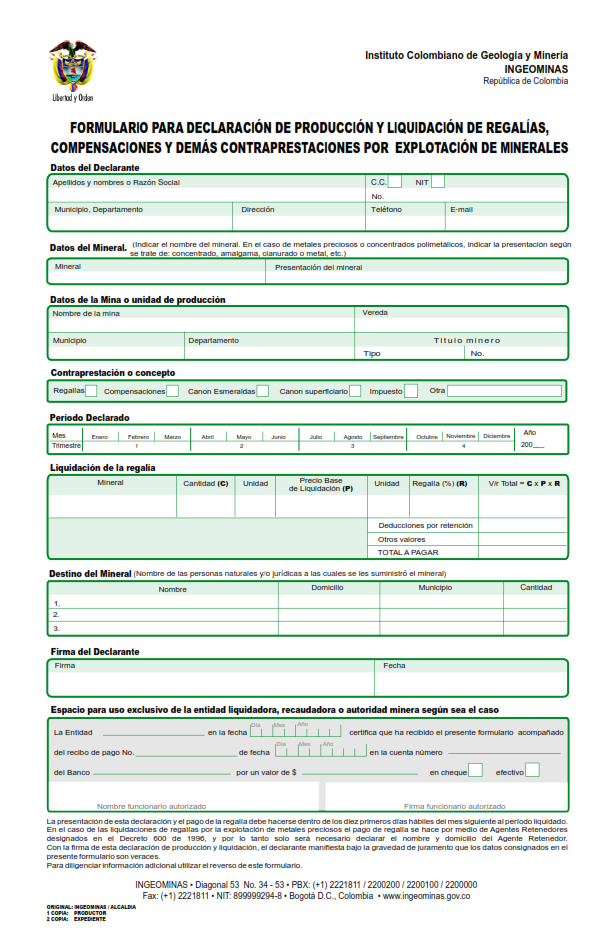 Libertad y Orden
Instituto Colombiano de Geología y Minería
INGEOMINAS
República de Colombia
FORMULARIO PARA DECLARACIÓN DE PRODUCCIÓN Y LIQUIDACIÓN DE REGALÍAS,
COMPENSACIONES Y DEMÁS CONTRAPRESTACIONES POR EXPLOTACIÓN DE MINERALES
Datos del Declarante
Apellidos y nombres o Razón Social C.C. NIT
No.
Municipio, Departamento Dirección Teléfono E-mail
Datos del Mineral. (Indicar el nombre del mineral. En el caso de metales preciosos o concentrados polimetálicos, indicar la presentación según
se trate de: concentrado, amalgama, cianurado o metal, etc.)
Mineral Presentación del mineral
Datos de la Mina o unidad de producción
Nombre de la mina Vereda
Municipio Departamento Titulo minero
Tipo No.
Contraprestación o concepto
Regalías Compensaciones Canon Esmeraldas Canon superficiario Impuesto Otra
Período Declarado
Mes Enero Febrero Marzo Abril Mayo Junio Julio Agosto Septiembre Octubre Noviembre Diciembre Año
Trimestre 1 2 3 4 200___
Liquidación de la regalía
Mineral Cantidad (C) Unidad Precio Base Unidad Regalía (%) (R) V/r Total = C x P x R
de Liquidación (P)
Deducciones por retención
Otros valores
TOTAL A PAGAR
Destino del Mineral (Nombre de las personas naturales y/o jurídicas a las cuales se les suministró el mineral)
Nombre Domicilio Municipio Cantidad
1.
2.
3.
Firma del Declarante
Firma Fecha
Espacio para uso exclusivo de la entidad liquidadora, recaudadora o autoridad minera según sea el caso
Día Mes Año
La Entidad en la fecha certifica que ha recibido el presente formulario acompañado
Día Mes Año
del recibo de pago No. de fecha en la cuenta número
del Banco por un valor de $ en cheque efectivo
Nombre funcionario autorizado Firma funcionario autorizado
La presentación de esta declaración y el pago de la regalía debe hacerse dentro de los diez primeros días hábiles del mes siguiente al período liquidado.
En el caso de las liquidaciones de regalías por la explotación de metales preciosos el pago de regalía se hace por medio de Agentes Retenedores
designados en el Decreto 600 de 1996, y por lo tanto solo será necesario declarar el nombre y domicilio del Agente Retenedor.
Con la firma de esta declaración de producción y liquidación, el declarante manifiesta bajo la gravedad de juramento que los datos consignados en el
presente formulario son veraces.
Para diligenciar información adicional utilizar el reverso de este formulario.
INGEOMINAS • Diagonal 53 No. 34 - 53 • PBX: (+1) 2221811 / 2200200 / 2200100 / 2200000
Fax: (+1) 2221811 • NIT: 899999294-8 • Bogotá D.C., Colombia • www.ingeominas.gov.co
ORIGINAL: INGEOMINAS / ALCALDIA
1 COPIA: PRODUCTOR
2 COPIA: EXPEDIENTE